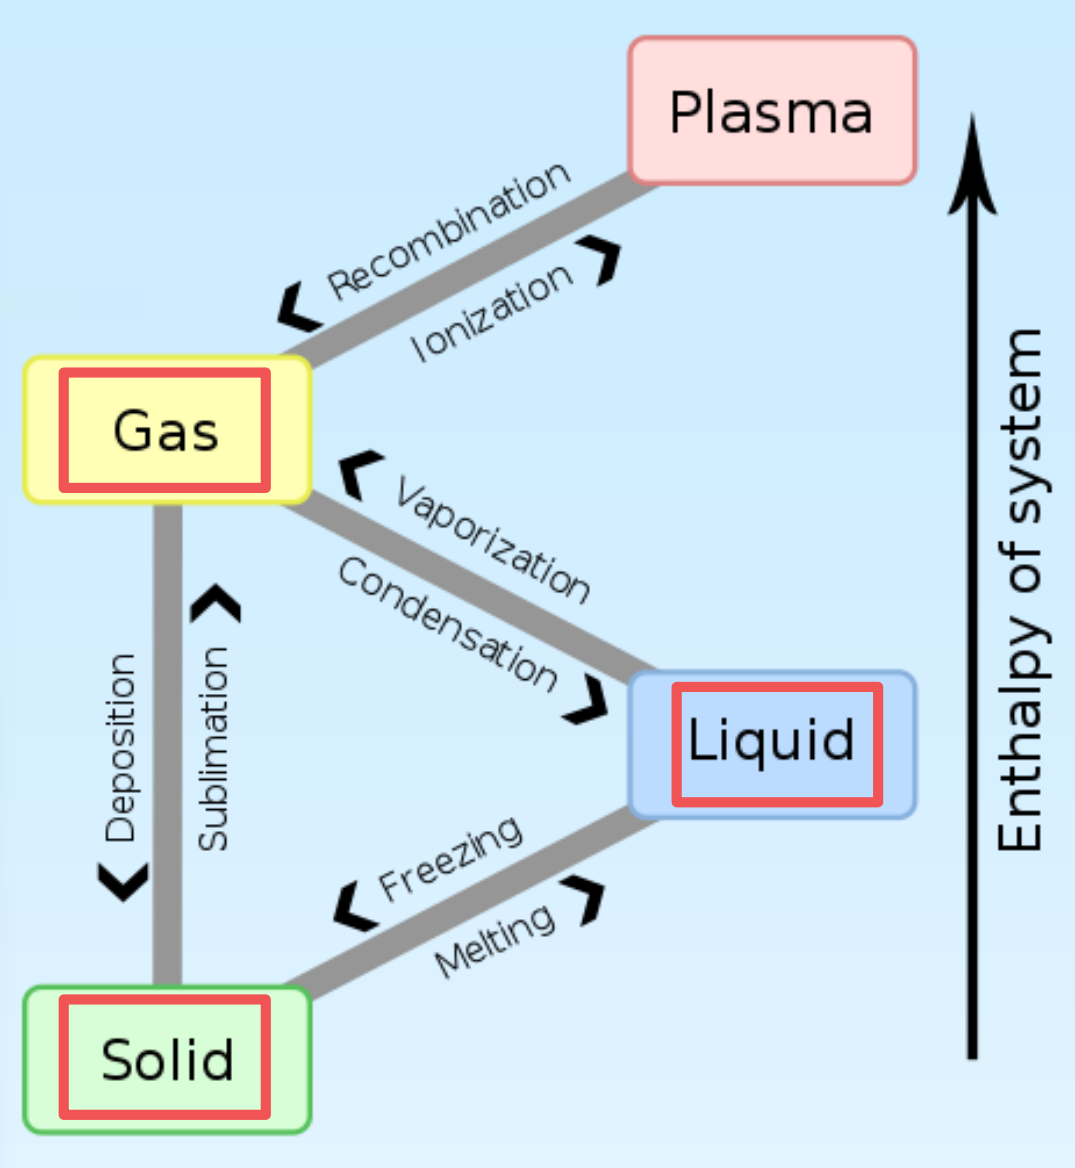 Plasma
Recombination
Ionization
Gas
Vaporization
Condensation
Deposition
Sublimation
Liquid
Freezing
Melting
Solid
Enthalpy of system